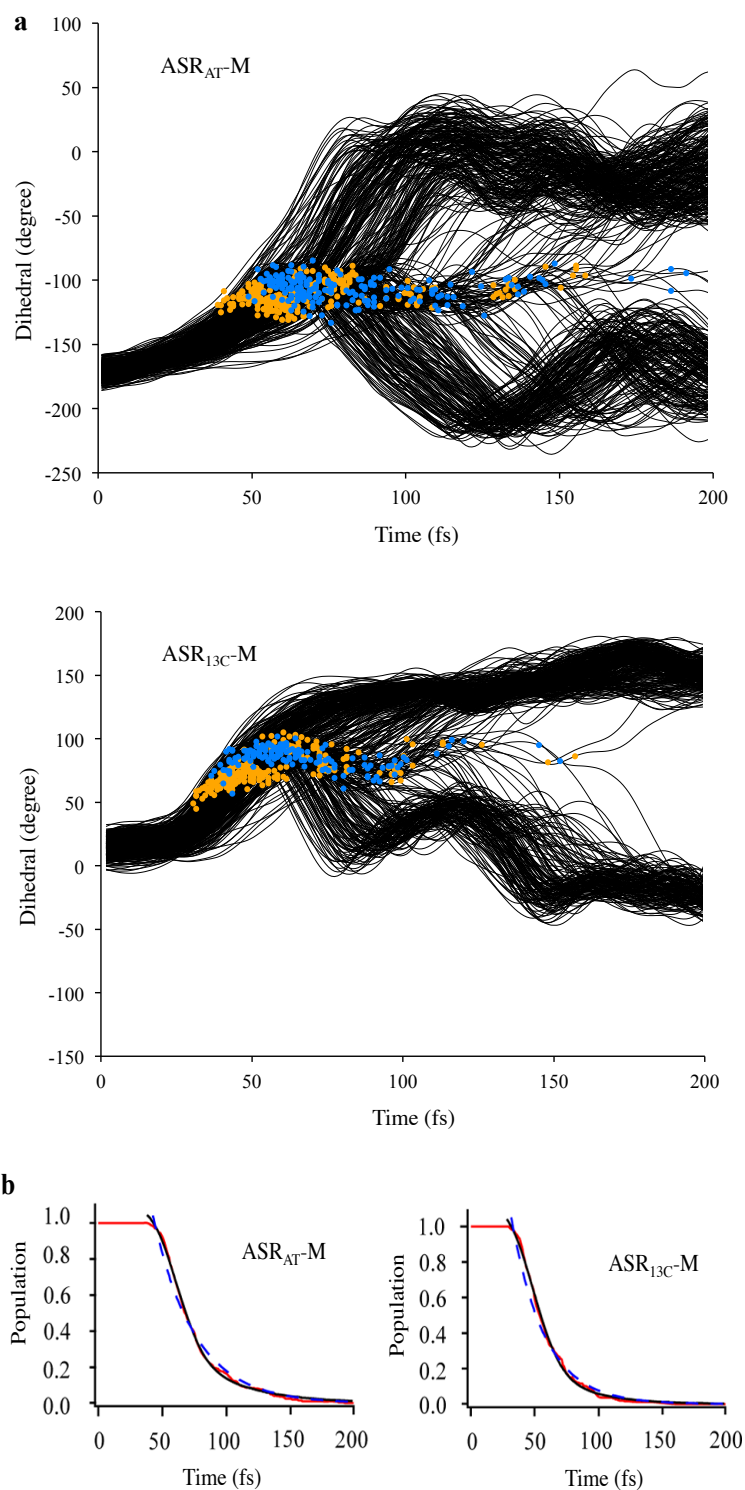 a
ASRAT-M
100
50
0
-50
-100
-150
-200
-250
Dihedral (degree)
0 50 100 150 200
Time (fs)
ASR13C-M
200
150
100
50
0
-50
-100
-150
Dihedral (degree)
0 50 100 150 200
Time (fs)
b
ASRAT-M
1.0
0.8
0.6
0.4
0.2
0.0
Population
0 50 100 150 200
Time (fs)
ASR13C-M
1.0
0.8
0.6
0.4
0.2
0.0
Population
0 50 100 150 200
Time (fs)